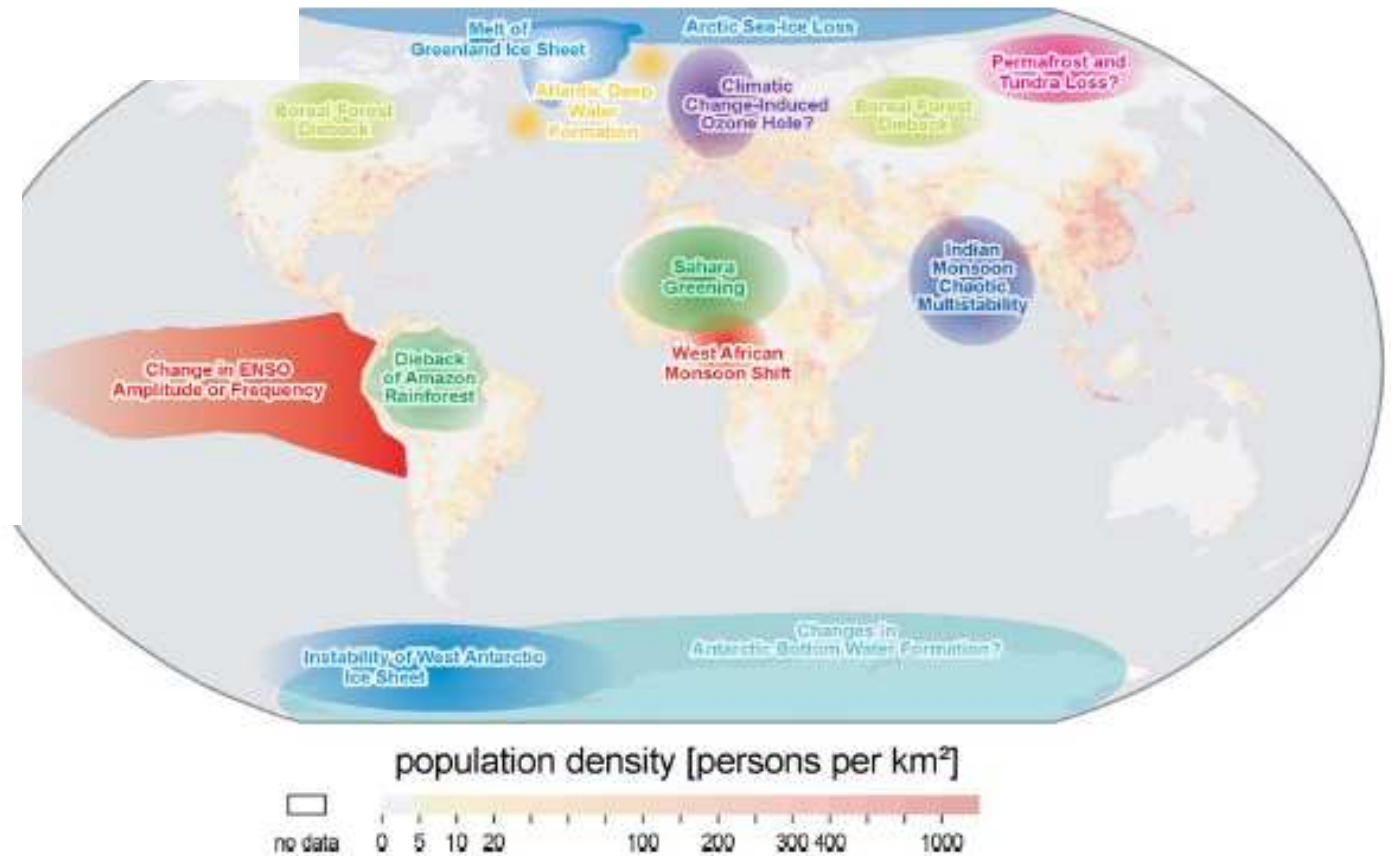 Melt of
Greenland Ice Sheet
Arctic Sea-Ice Loss
Permafrost and
Tundra Loss?
Boreal Forest
Dieback
Atlantic Deep
Water
Formation
Climatic
Change-Induced
Ozone Hole?
Boreal Forest
Dieback
Sahara
Greening
Indian
Monsoon
Chaotic
Multistability
West African
Monsoon Shift
Change in ENSO
Amplitude or Frequency
Dieback
of Amazon
Rainforest
Changes in
Antarctic Bottom Water Formation?
Instability of West Antarctic
Ice Sheet
population density [persons per km²]
no data 0 5 10 20 100 200 300 400 1000